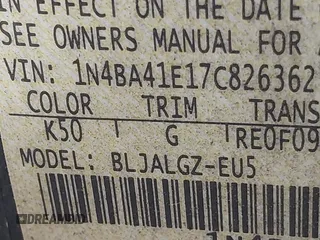 IN EFFECT ON THE DATE
SEE OWNERS MANUAL FOR
VIN: 1N4BA41E17C826362
COLOR TRIM TRANS
K50 G RE0F09
MODEL: BLJALGZ-EU5